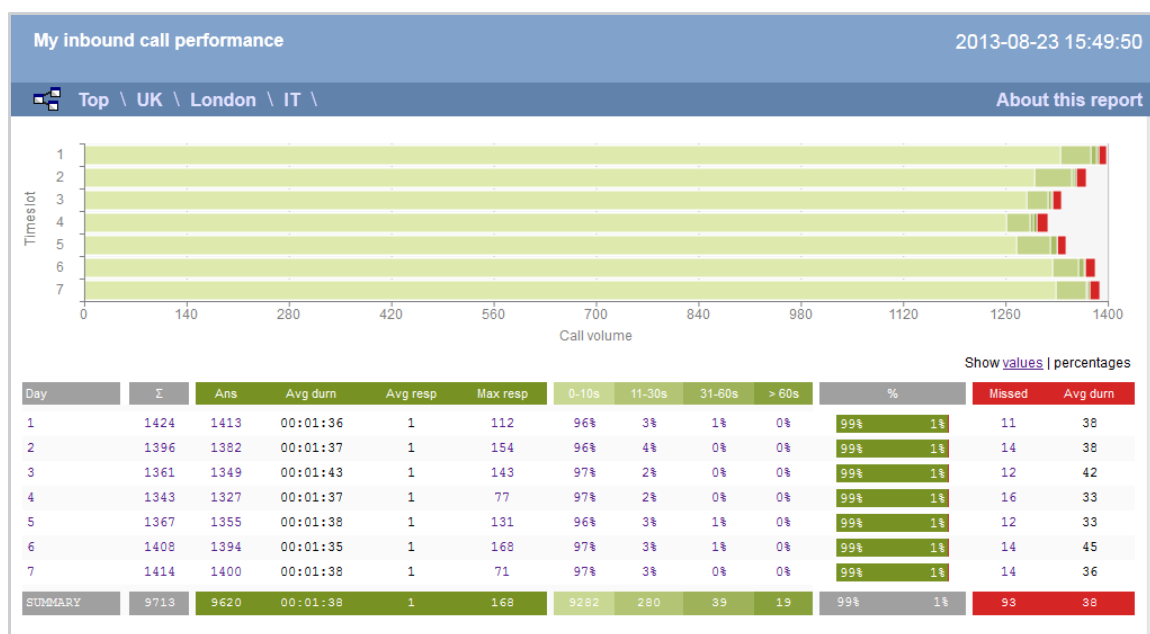 My inbound call performance 2013-08-23 15:49:50
Top \ UK \ London \ IT \ About this report
Timeslot
1
2
3
4
5
6
7
0 140 280 420 560 700 840 980 1120 1260 1400
Call volume
Show values | percentages
Day Σ Ans Avg durn Avg resp Max resp 0-10s 11-30s 31-60s > 60s % Missed Avg durn
1 1424 1413 00:01:36 1 112 96% 3% 1% 0% 99% 1% 11 38
2 1396 1382 00:01:37 1 154 96% 4% 0% 0% 99% 1% 14 38
3 1361 1349 00:01:43 1 143 97% 2% 0% 0% 99% 1% 12 42
4 1343 1327 00:01:37 1 77 97% 2% 0% 0% 99% 1% 16 33
5 1367 1355 00:01:38 1 131 96% 3% 1% 0% 99% 1% 12 33
6 1408 1394 00:01:35 1 168 97% 3% 1% 0% 99% 1% 14 45
7 1414 1400 00:01:38 1 71 97% 3% 0% 0% 99% 1% 14 36
SUMMARY 9713 9620 00:01:38 1 168 9282 280 39 19 99% 1% 93 38